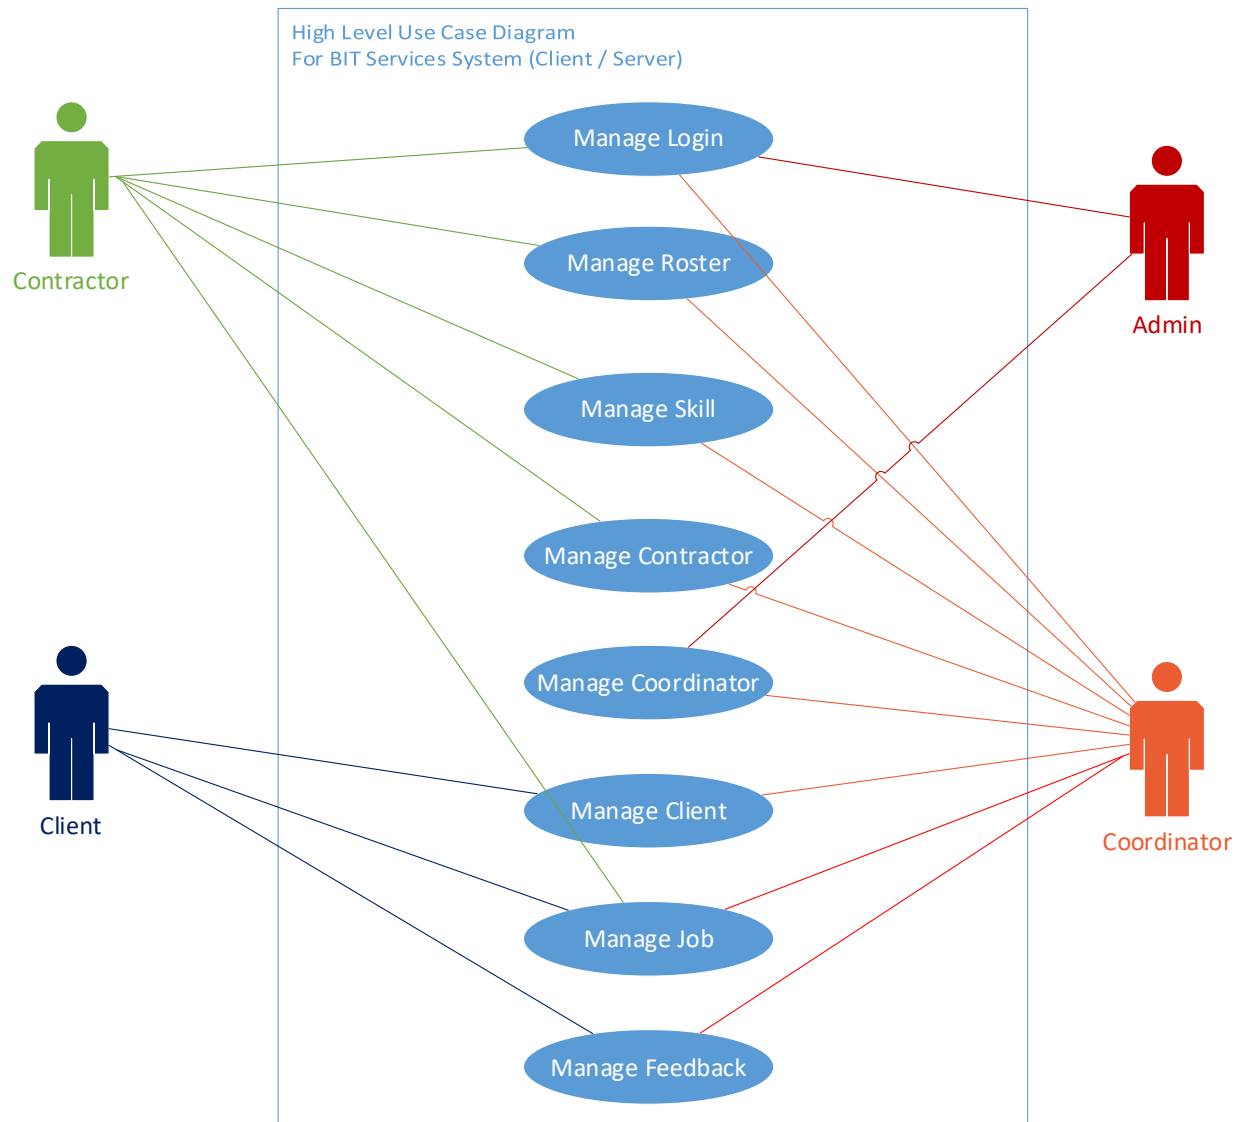 High Level Use Case Diagram
For BIT Services System (Client / Server)
Manage Login
Contractor
Manage Roster
Admin
Manage Skill
Manage Contractor
Manage Coordinator
Client
Manage Client
Coordinator
Manage Job
Manage Feedback